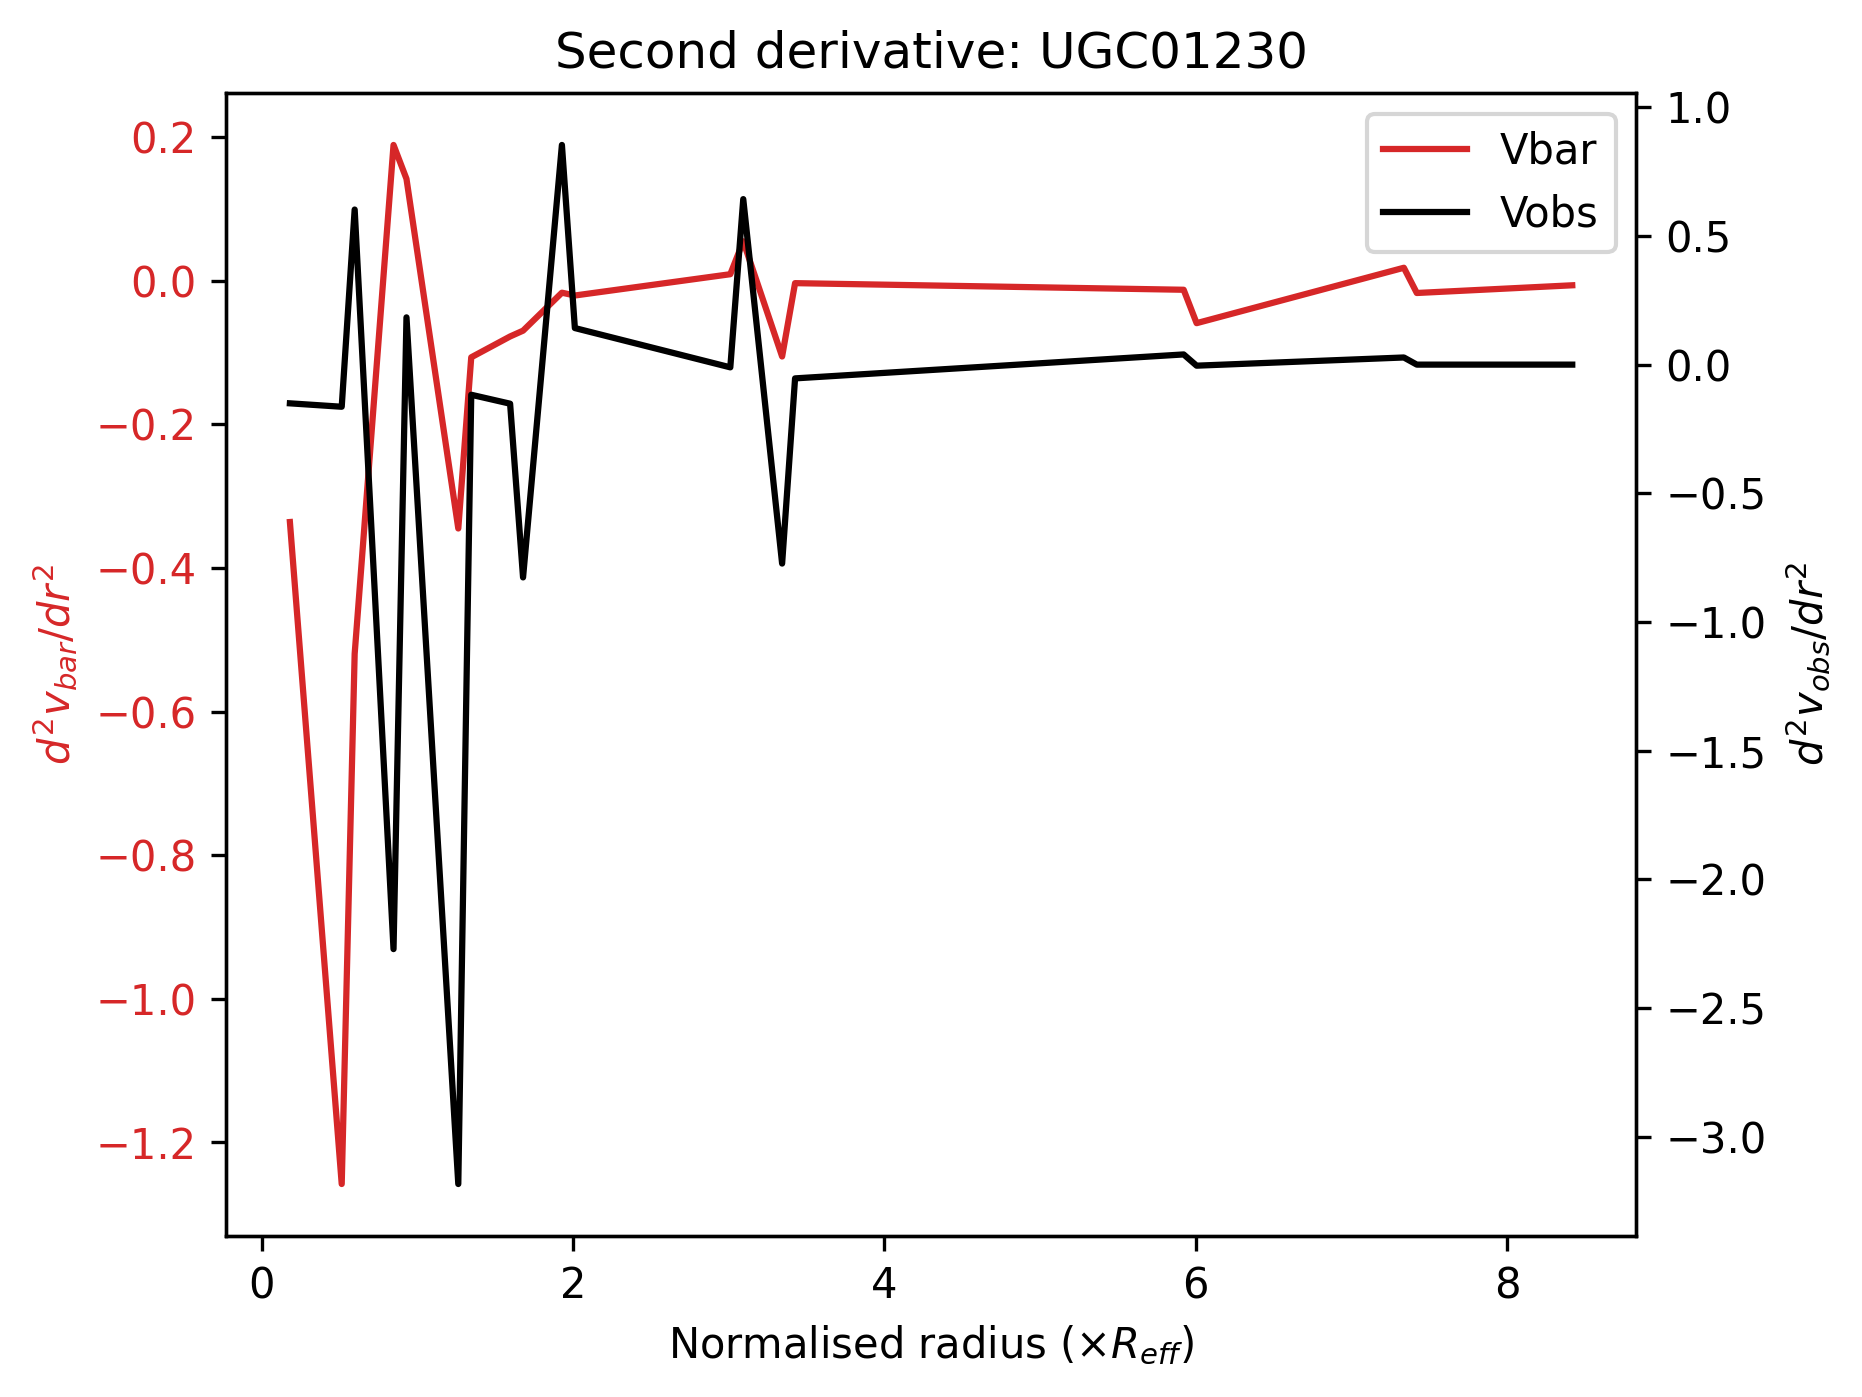 Second derivative: UGC01230
Vbar
Vobs
0.2
0.0
−0.2
−0.4
−0.6
−0.8
−1.0
−1.2
d²v_bar/dr²
1.0
0.5
0.0
−0.5
−1.0
−1.5
−2.0
−2.5
−3.0
d²v_obs/dr²
0 2 4 6 8
Normalised radius (×R_eff)